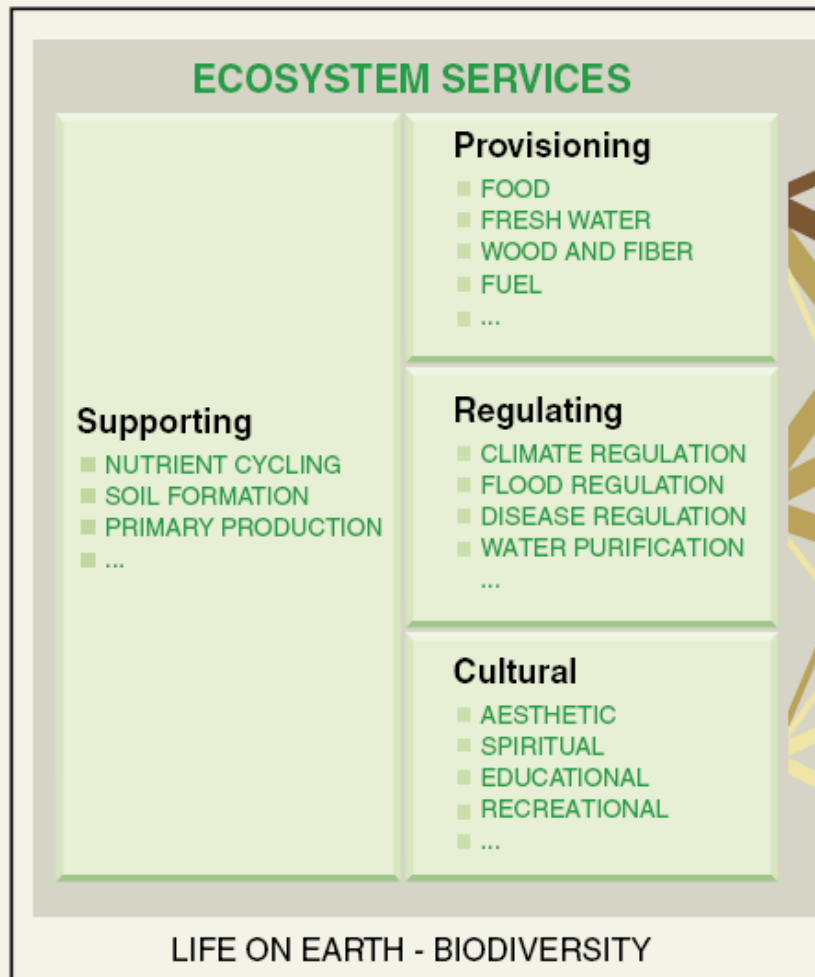 ECOSYSTEM SERVICES
Supporting
NUTRIENT CYCLING
SOIL FORMATION
PRIMARY PRODUCTION
...
Provisioning
FOOD
FRESH WATER
WOOD AND FIBER
FUEL
...
Regulating
CLIMATE REGULATION
FLOOD REGULATION
DISEASE REGULATION
WATER PURIFICATION
...
Cultural
AESTHETIC
SPIRITUAL
EDUCATIONAL
RECREATIONAL
...
LIFE ON EARTH - BIODIVERSITY